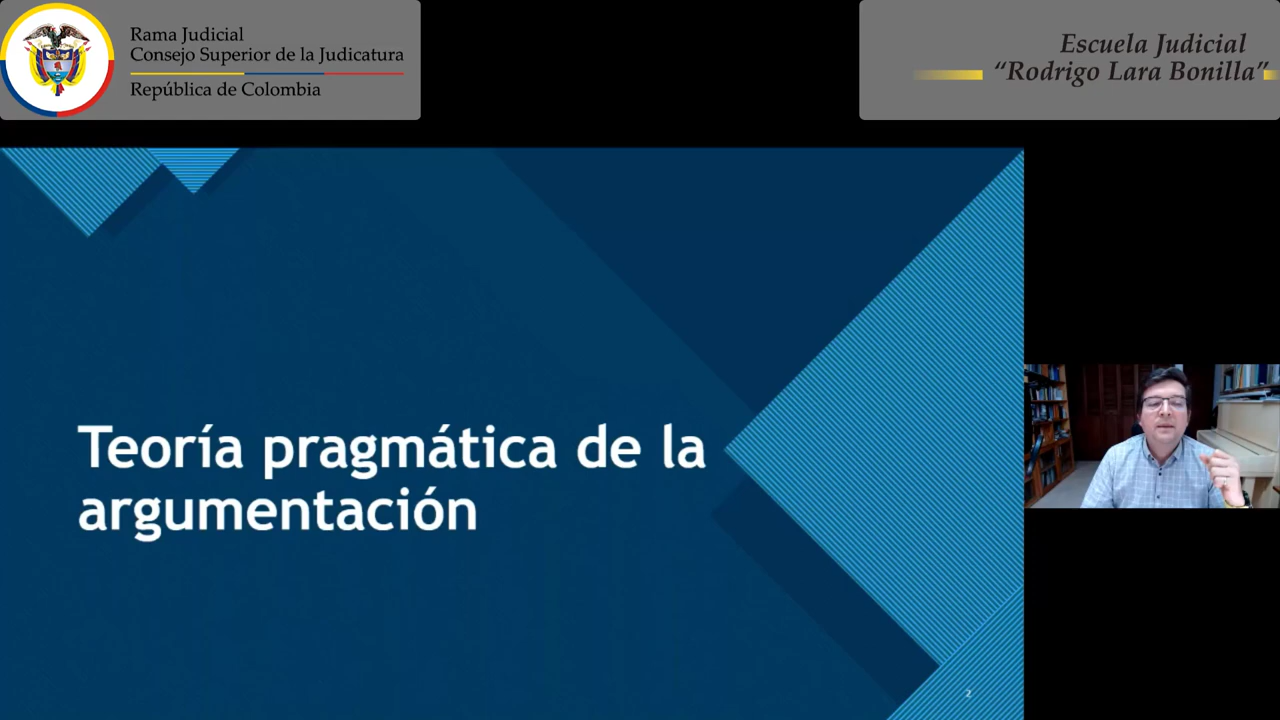 Rama Judicial
Consejo Superior de la Judicatura
República de Colombia
Escuela Judicial
“Rodrigo Lara Bonilla”
Teoría pragmática de la
argumentación
2